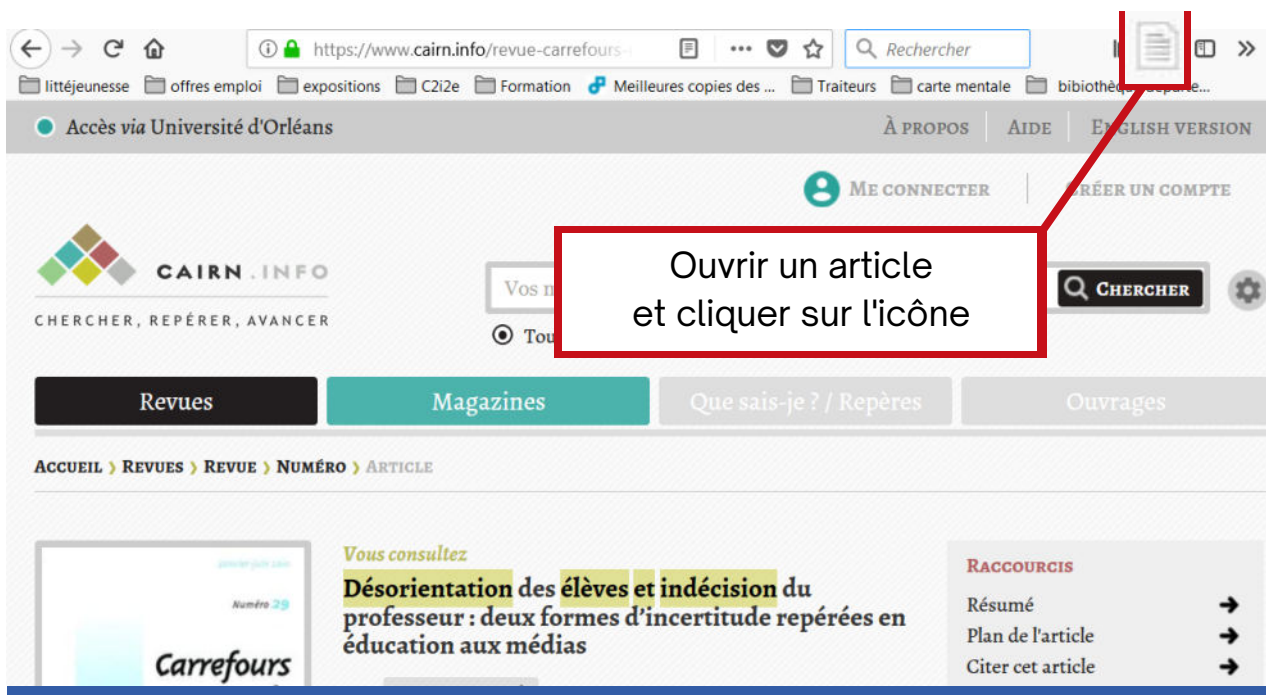 https://www.cairn.info/revue-carrefours-
Rechercher
littéjeunesse offres emploi expositions C2i2e Formation Meilleures copies des ... Traiteurs carte mentale
Accès via Université d'Orléans À PROPOS AIDE ENGLISH VERSION
ME CONNECTER CRÉER UN COMPTE
CAIRN.INFO
CHERCHER, REPÉRER, AVANCER
Vos
Ouvrir un article
et cliquer sur l'icône
CHERCHER
Revues Magazines Que sais-je ? / Repères Ouvrages
ACCUEIL ❭ REVUES ❭ REVUE ❭ NUMÉRO ❭ ARTICLE
Numéro 29
Carrefours
Vous consultez
Désorientation des élèves et indécision du
professeur : deux formes d'incertitude repérées en
éducation aux médias
RACCOURCIS
Résumé
Plan de l'article
Citer cet article